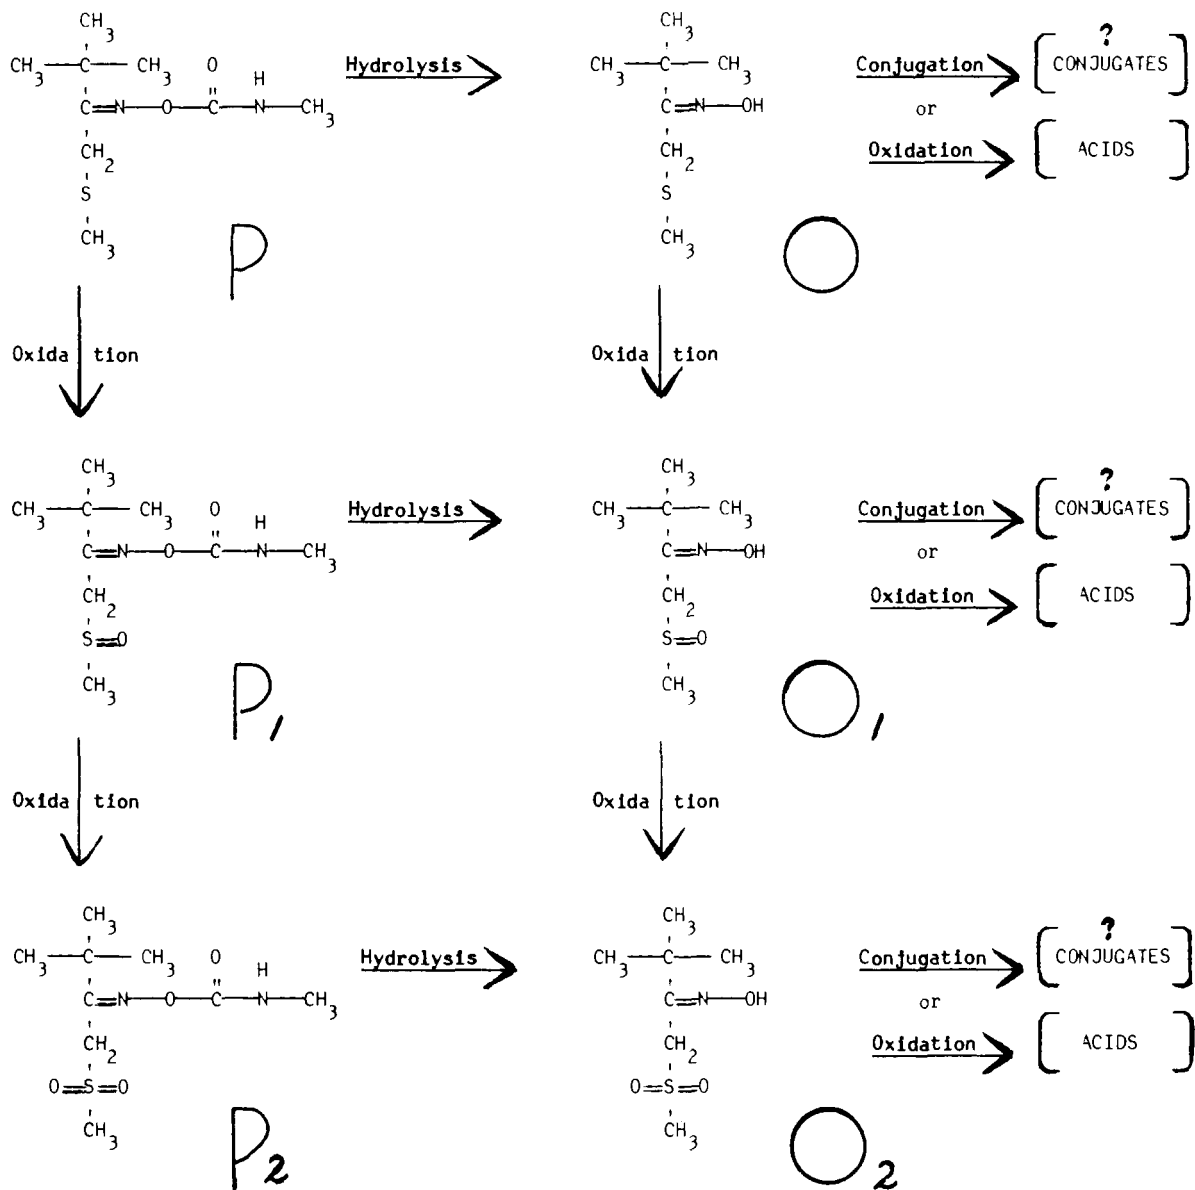 CH3 CH3
CH3 C CH3 O H Hydrolysis CH3 C CH3 Conjugation [ ? CONJUGATES ]
C=N—O—C—N—CH3 C=N—OH or
CH2 CH2 Oxidation [ ACIDS ]
S S
CH3 CH3
P O
Oxidation Oxidation
CH3 CH3
CH3 C CH3 O H Hydrolysis CH3 C CH3 Conjugation [ ? CONJUGATES ]
C=N—O—C—N—CH3 C=N—OH or
CH2 CH2 Oxidation [ ACIDS ]
S=O S=O
CH3 CH3
P1 O1
Oxidation Oxidation
CH3 CH3
CH3 C CH3 O H Hydrolysis CH3 C CH3 Conjugation [ ? CONJUGATES ]
C=N—O—C—N—CH3 C=N—OH or
CH2 CH2 Oxidation [ ACIDS ]
O=S=O O=S=O
CH3 CH3
P2 O2